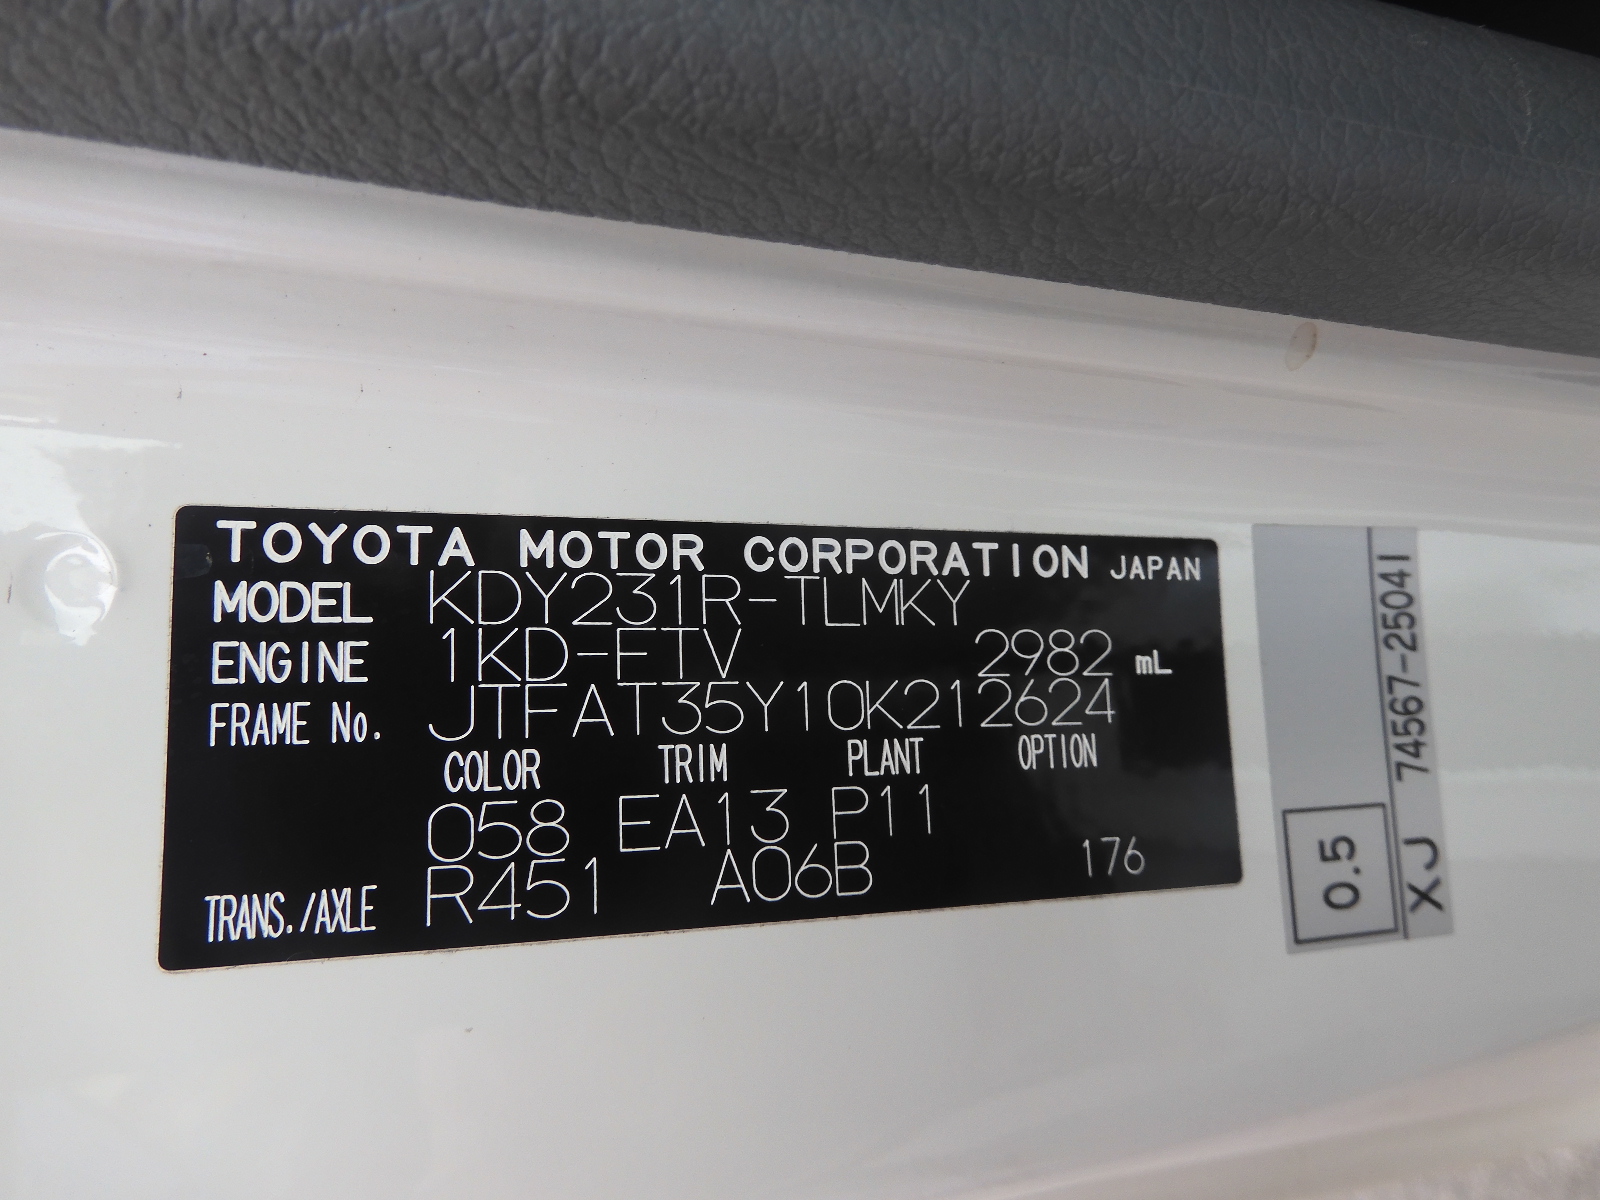 TOYOTA MOTOR CORPORATION JAPAN
MODEL KDY231R-TLMKY
ENGINE 1KD-FTV 2982 mL
FRAME No. JTFAT35Y10K212624
COLOR TRIM PLANT OPTION
058 EA13 P11
TRANS./AXLE R451 A06B 176
0.5
XJ 74567-25041